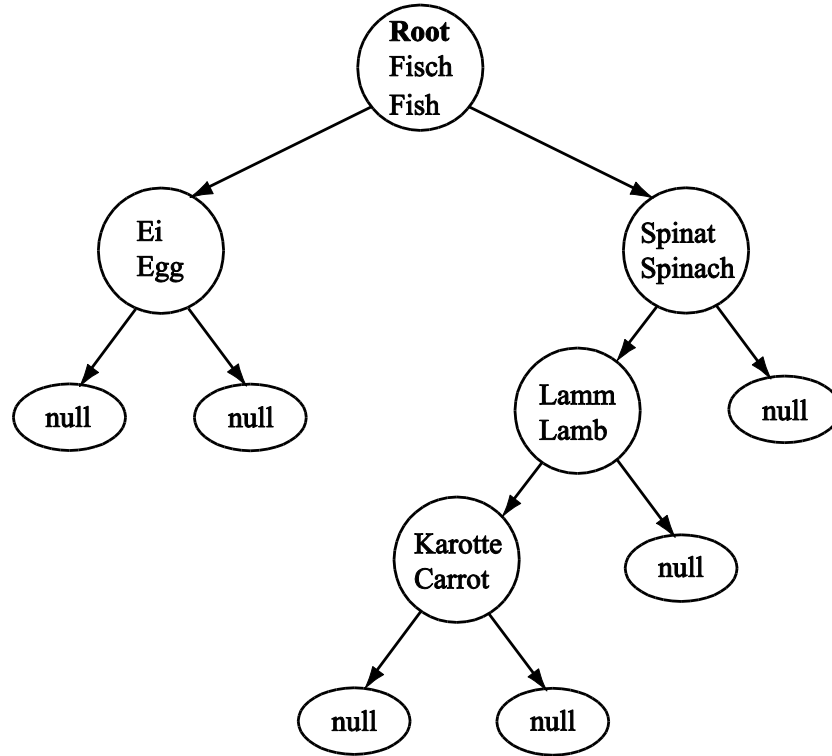 Root
Fisch
Fish
Ei
Egg
Spinat
Spinach
null
null
Lamm
Lamb
null
Karotte
Carrot
null
null
null